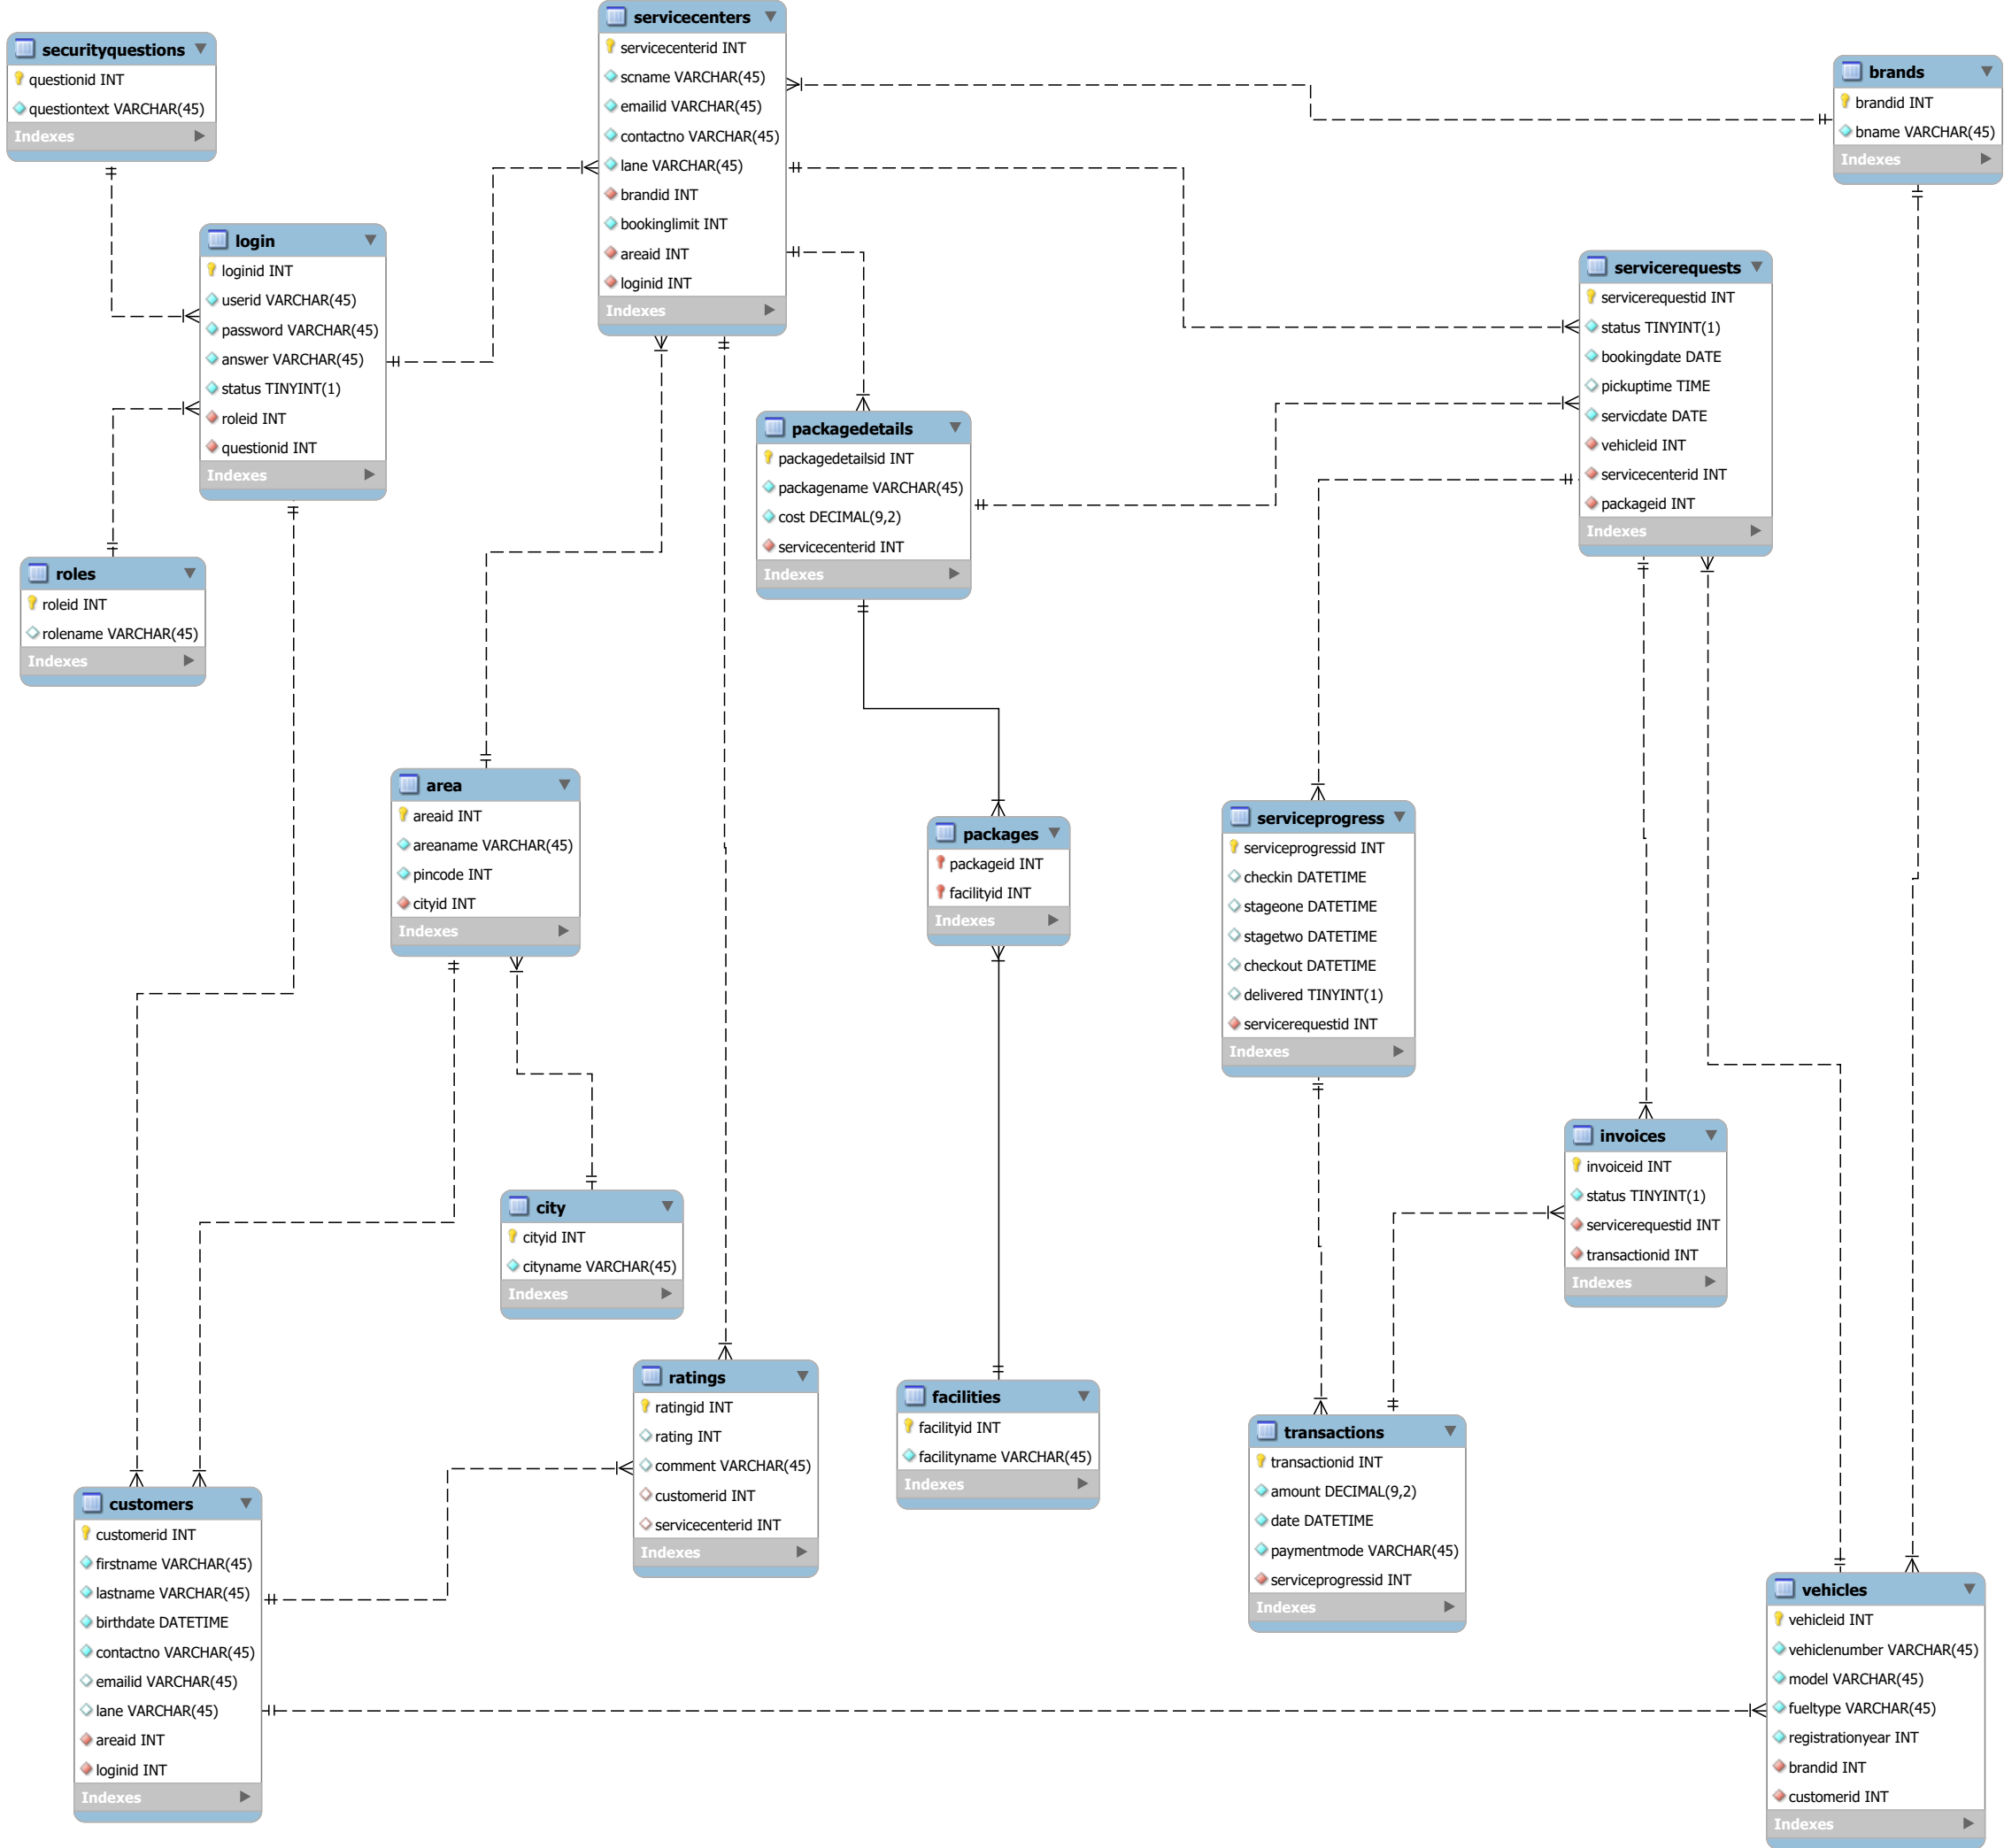 servicecenters
servicecenterid INT
scname VARCHAR(45)
emailid VARCHAR(45)
contactno VARCHAR(45)
lane VARCHAR(45)
brandid INT
bookinglimit INT
areaid INT
loginid INT
Indexes
securityquestions
questionid INT
questiontext VARCHAR(45)
Indexes
brands
brandid INT
bname VARCHAR(45)
Indexes
login
loginid INT
userid VARCHAR(45)
password VARCHAR(45)
answer VARCHAR(45)
status TINYINT(1)
roleid INT
questionid INT
Indexes
servicerequests
servicerequestid INT
status TINYINT(1)
bookingdate DATE
pickuptime TIME
servicdate DATE
vehicleid INT
servicecenterid INT
packageid INT
Indexes
packagedetails
packagedetailsid INT
packagename VARCHAR(45)
cost DECIMAL(9,2)
servicecenterid INT
Indexes
roles
roleid INT
rolename VARCHAR(45)
Indexes
area
areaid INT
areaname VARCHAR(45)
pincode INT
cityid INT
Indexes
packages
packageid INT
facilityid INT
Indexes
serviceprogress
serviceprogressid INT
checkin DATETIME
stageone DATETIME
stagetwo DATETIME
checkout DATETIME
delivered TINYINT(1)
servicerequestid INT
Indexes
invoices
invoiceid INT
status TINYINT(1)
servicerequestid INT
transactionid INT
Indexes
city
cityid INT
cityname VARCHAR(45)
Indexes
ratings
ratingid INT
rating INT
comment VARCHAR(45)
customerid INT
servicecenterid INT
Indexes
facilities
facilityid INT
facilityname VARCHAR(45)
Indexes
transactions
transactionid INT
amount DECIMAL(9,2)
date DATETIME
paymentmode VARCHAR(45)
serviceprogressid INT
Indexes
customers
customerid INT
firstname VARCHAR(45)
lastname VARCHAR(45)
birthdate DATETIME
contactno VARCHAR(45)
emailid VARCHAR(45)
lane VARCHAR(45)
areaid INT
loginid INT
Indexes
vehicles
vehicleid INT
vehiclenumber VARCHAR(45)
model VARCHAR(45)
fueltype VARCHAR(45)
registrationyear INT
brandid INT
customerid INT
Indexes